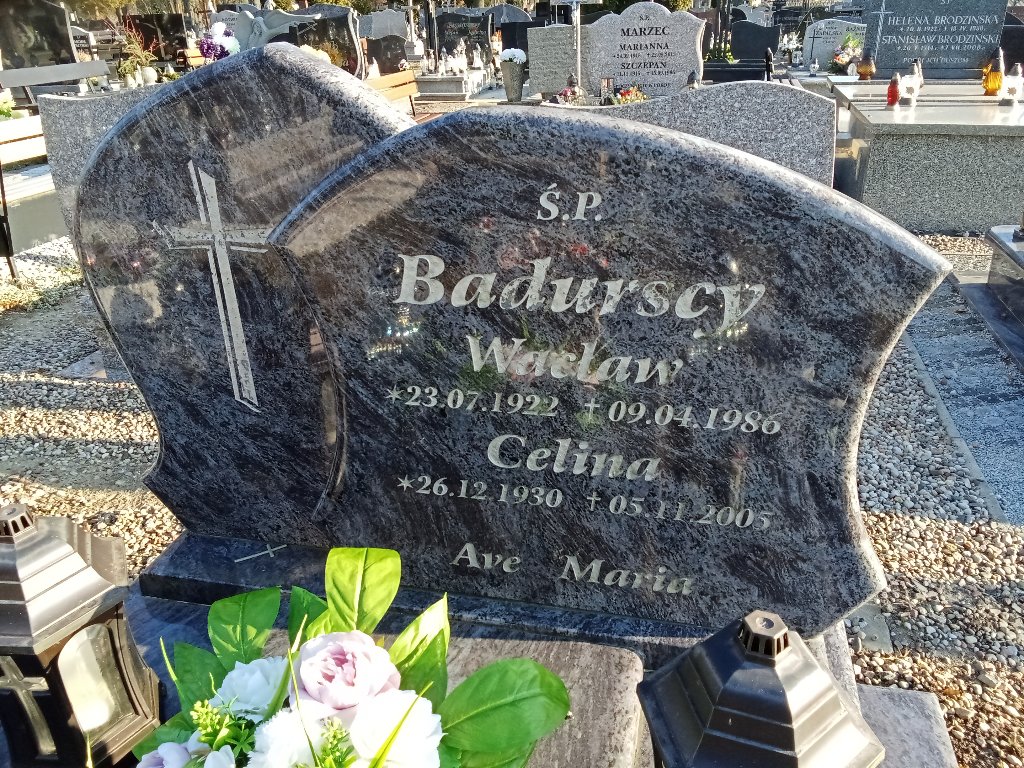 Ś.P.
Badurscy
Wacław
*23.07.1922 +09.04.1986
Celina
*26.12.1930 +05.11.2005
Ave Maria
Ś.P.
MARZEC
MARIANNA
SZCZEPAN
HELENA BRODZIŃSKA
STANISŁAW BRODZIŃSKI